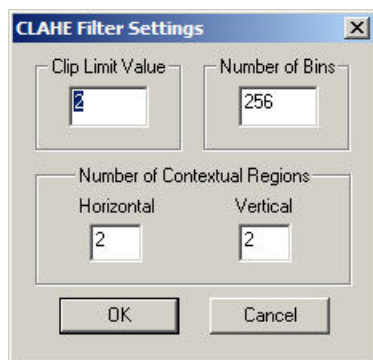 CLAHE Filter Settings
Clip Limit Value Number of Bins
2 256
Number of Contextual Regions
Horizontal Vertical
2 2
OK Cancel